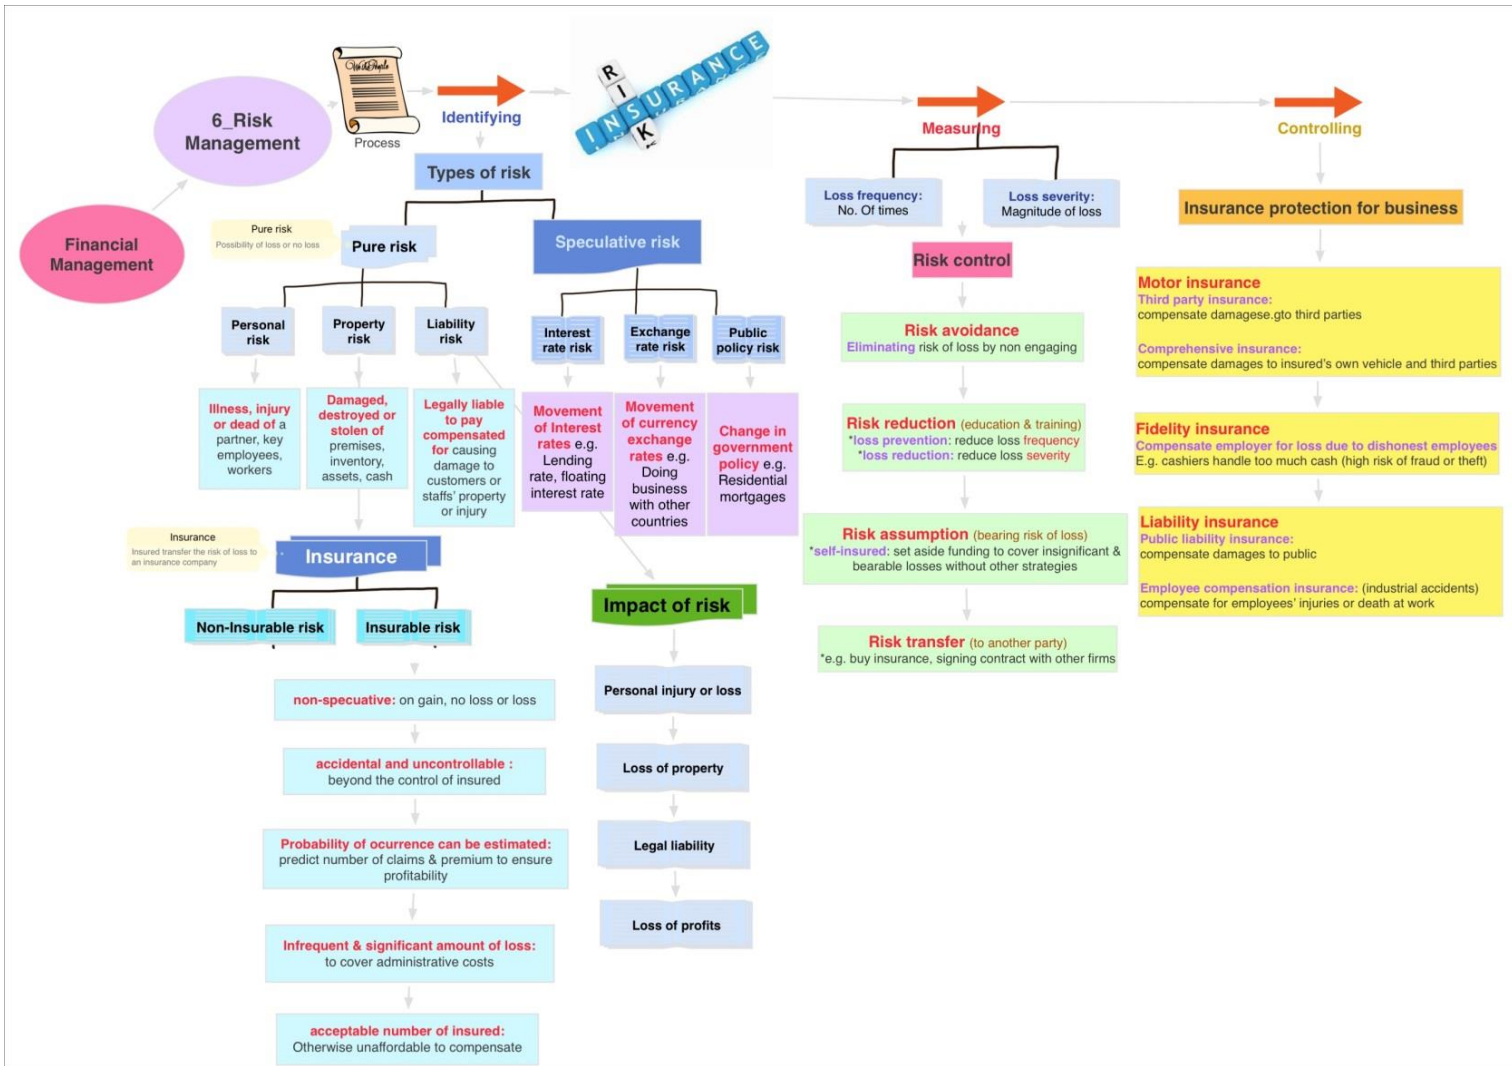 6_Risk
Management
Financial
Management
Process
Identifying
RISK
INSURANCE
Measuring
Controlling
Types of risk
Pure risk
Possibility of loss or no loss
Pure risk
Speculative risk
Personal
risk
Property
risk
Liability
risk
Interest
rate risk
Exchange
rate risk
Public
policy risk
Illness, injury
or dead of a
partner, key
employees,
workers
Damaged,
destroyed or
stolen of
premises,
inventory,
assets, cash
Legally liable
to pay
compensated
for causing
damage to
customers or
staffs' property
or injury
Movement
of Interest
rates e.g.
Lending
rate, floating
interest rate
Movement
of currency
exchange
rates e.g.
Doing
business
with other
countries
Change in
government
policy e.g.
Residential
mortgages
Insurance
Insured transfer the risk of loss to
an insurance company
Insurance
Non-Insurable risk
Insurable risk
non-specuative: on gain, no loss or loss
accidental and uncontrollable :
beyond the control of insured
Probability of ocurrence can be estimated:
predict number of claims & premium to ensure
profitability
Infrequent & significant amount of loss:
to cover administrative costs
acceptable number of insured:
Otherwise unaffordable to compensate
Impact of risk
Personal injury or loss
Loss of property
Legal liability
Loss of profits
Loss frequency:
No. Of times
Loss severity:
Magnitude of loss
Risk control
Risk avoidance
Eliminating risk of loss by non engaging
Risk reduction (education & training)
*loss prevention: reduce loss frequency
*loss reduction: reduce loss severity
Risk assumption (bearing risk of loss)
*self-insured: set aside funding to cover insignificant &
bearable losses without other strategies
Risk transfer (to another party)
*e.g. buy insurance, signing contract with other firms
Insurance protection for business
Motor insurance
Third party insurance:
compensate damagese.gto third parties
Comprehensive insurance:
compensate damages to insured's own vehicle and third parties
Fidelity insurance
Compensate employer for loss due to dishonest employees
E.g. cashiers handle too much cash (high risk of fraud or theft)
Liability insurance
Public liability insurance:
compensate damages to public
Employee compensation insurance: (industrial accidents)
compensate for employees' injuries or death at work